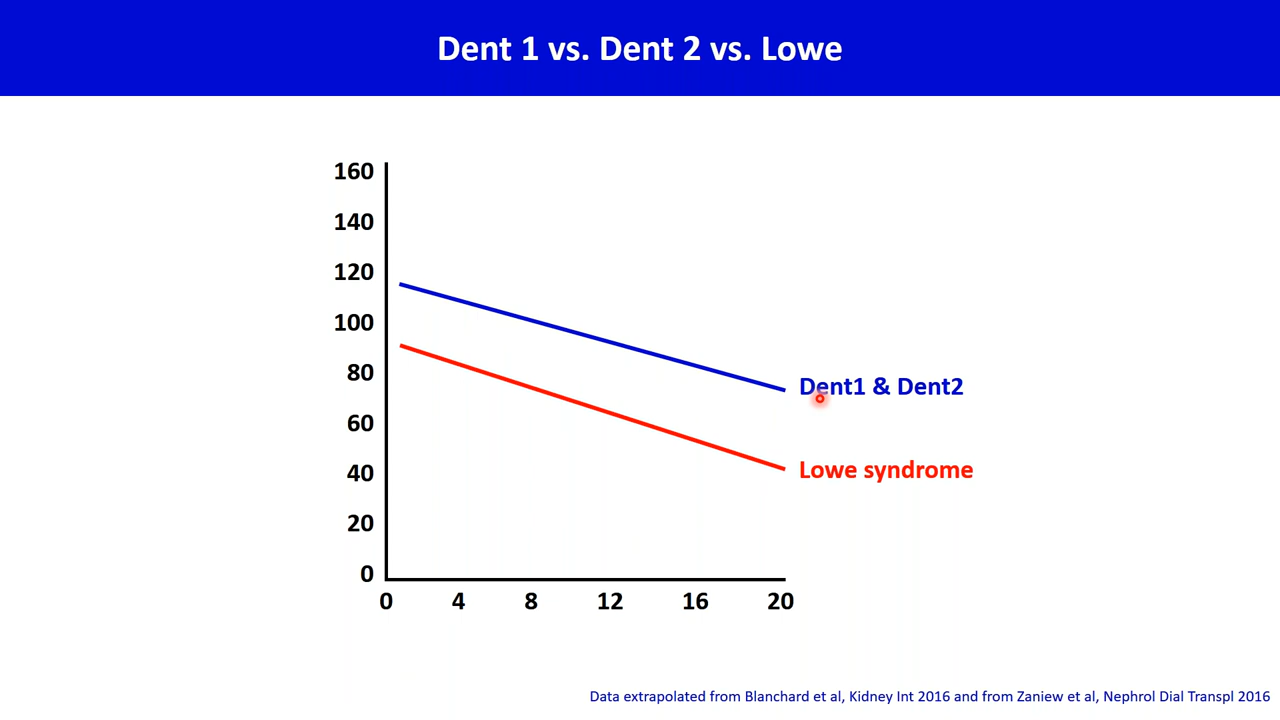 Dent 1 vs. Dent 2 vs. Lowe
160
140
120
100
80
60
40
20
0
Dent1 & Dent2
Lowe syndrome
0 4 8 12 16 20
Data extrapolated from Blanchard et al, Kidney Int 2016 and from Zaniew et al, Nephrol Dial Transpl 2016